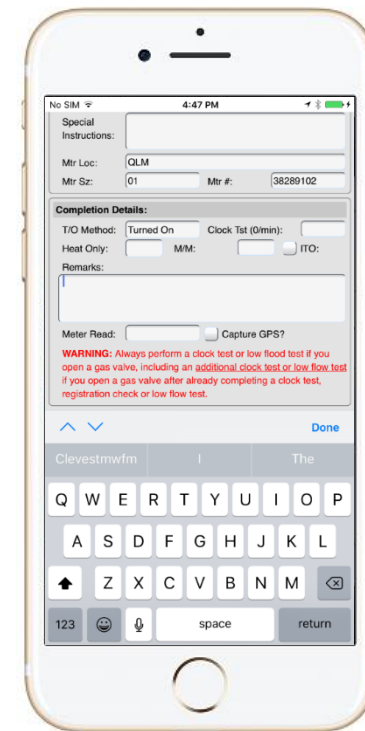 No SIM 4:47 PM
Special
Instructions:
Mtr Loc: QLM
Mtr Sz: 01 Mtr #: 38289102
Completion Details:
T/O Method: Turned On Clock Tst (0/min):
Heat Only: M/M: ITO:
Remarks:
Meter Read: Capture GPS?
WARNING: Always perform a clock test or low flood test if you
open a gas valve, including an additional clock test or low flow test
if you open a gas valve after already completing a clock test,
registration check or low flow test.
Done
Clevestmwfm I The
Q W E R T Y U I O P
A S D F G H J K L
Z X C V B N M
123 space return